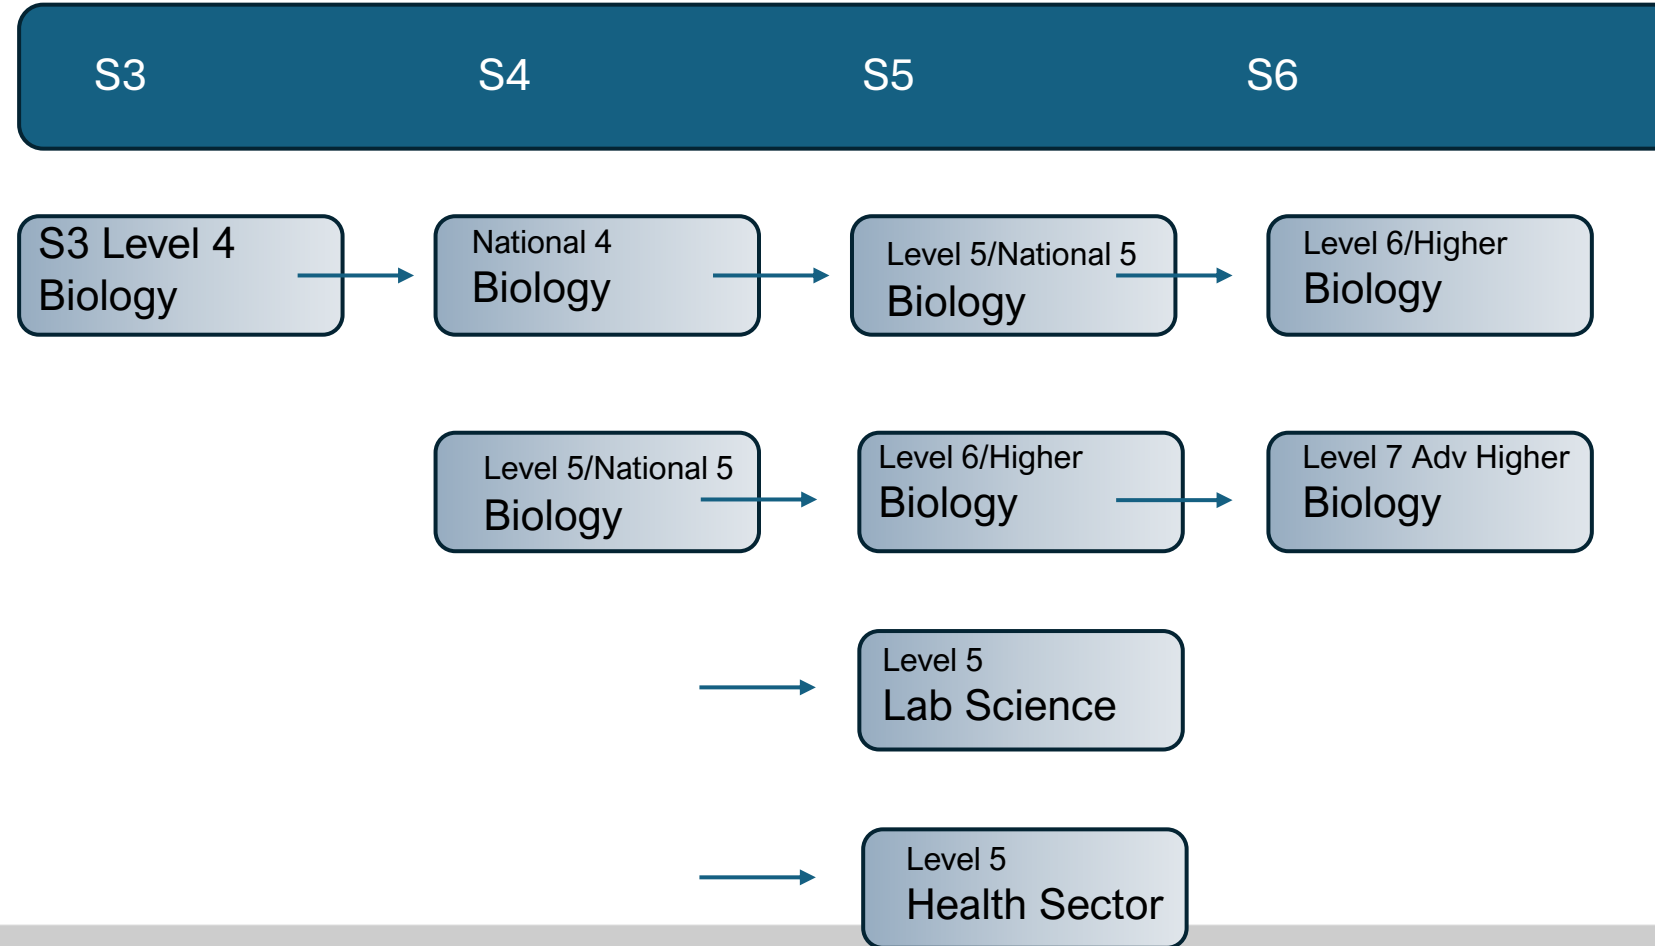 S3 S4 S5 S6
S3 Level 4
Biology
National 4
Biology
Level 5/National 5
Biology
Level 6/Higher
Biology
Level 5/National 5
Biology
Level 6/Higher
Biology
Level 7 Adv Higher
Biology
Level 5
Lab Science
Level 5
Health Sector